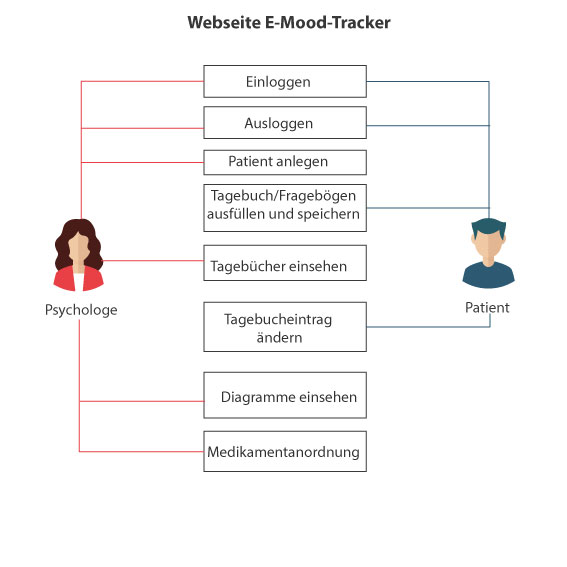 Webseite E-Mood-Tracker
Einloggen
Ausloggen
Patient anlegen
Tagebuch/Fragebögen
ausfüllen und speichern
Tagebücher einsehen
Psychologe
Patient
Tagebucheintrag
ändern
Diagramme einsehen
Medikamentanordnung